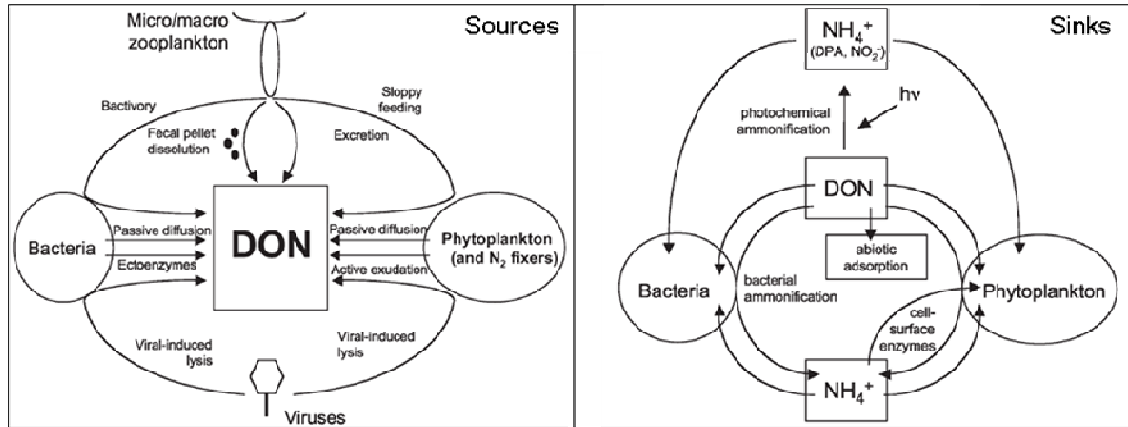 Sources
Micro/macro
zooplankton
Bactivory
Sloppy
feeding
Fecal pellet
dissolution
Excretion
Bacteria
Passive diffusion
Ectoenzymes
DON
Passive diffusion
Active exudation
Phytoplankton
(and N₂ fixers)
Viral-induced
lysis
Viral-induced
lysis
Viruses
Sinks
NH₄⁺
(DPA, NO₂⁻)
photochemical
ammonification
hν
DON
abiotic
adsorption
Bacteria
bacterial
ammonification
Phytoplankton
cell-
surface
enzymes
NH₄⁺